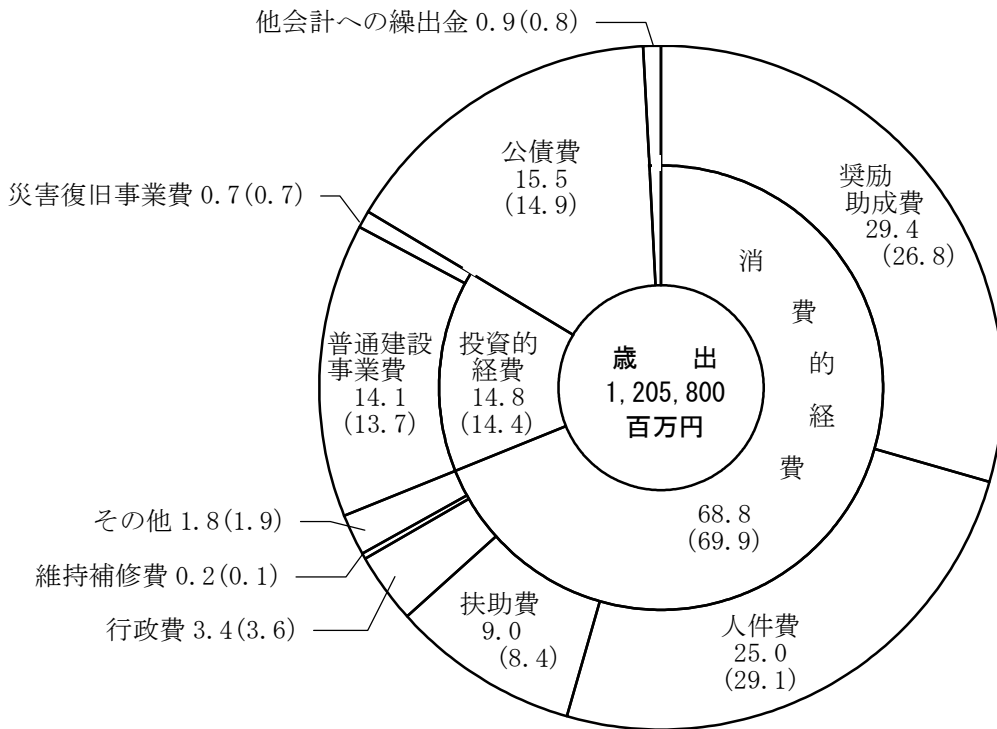 他会計への繰出金 0.9(0.8)
公債費
15.5
(14.9)
奨励
助成費
29.4
(26.8)
災害復旧事業費 0.7(0.7)
消費的経費
68.8
(69.9)
普通建設
事業費
14.1
(13.7)
投資的
経費
14.8
(14.4)
歳 出
1,205,800
百万円
その他 1.8(1.9)
維持補修費 0.2(0.1)
行政費 3.4(3.6)
扶助費
9.0
(8.4)
人件費
25.0
(29.1)